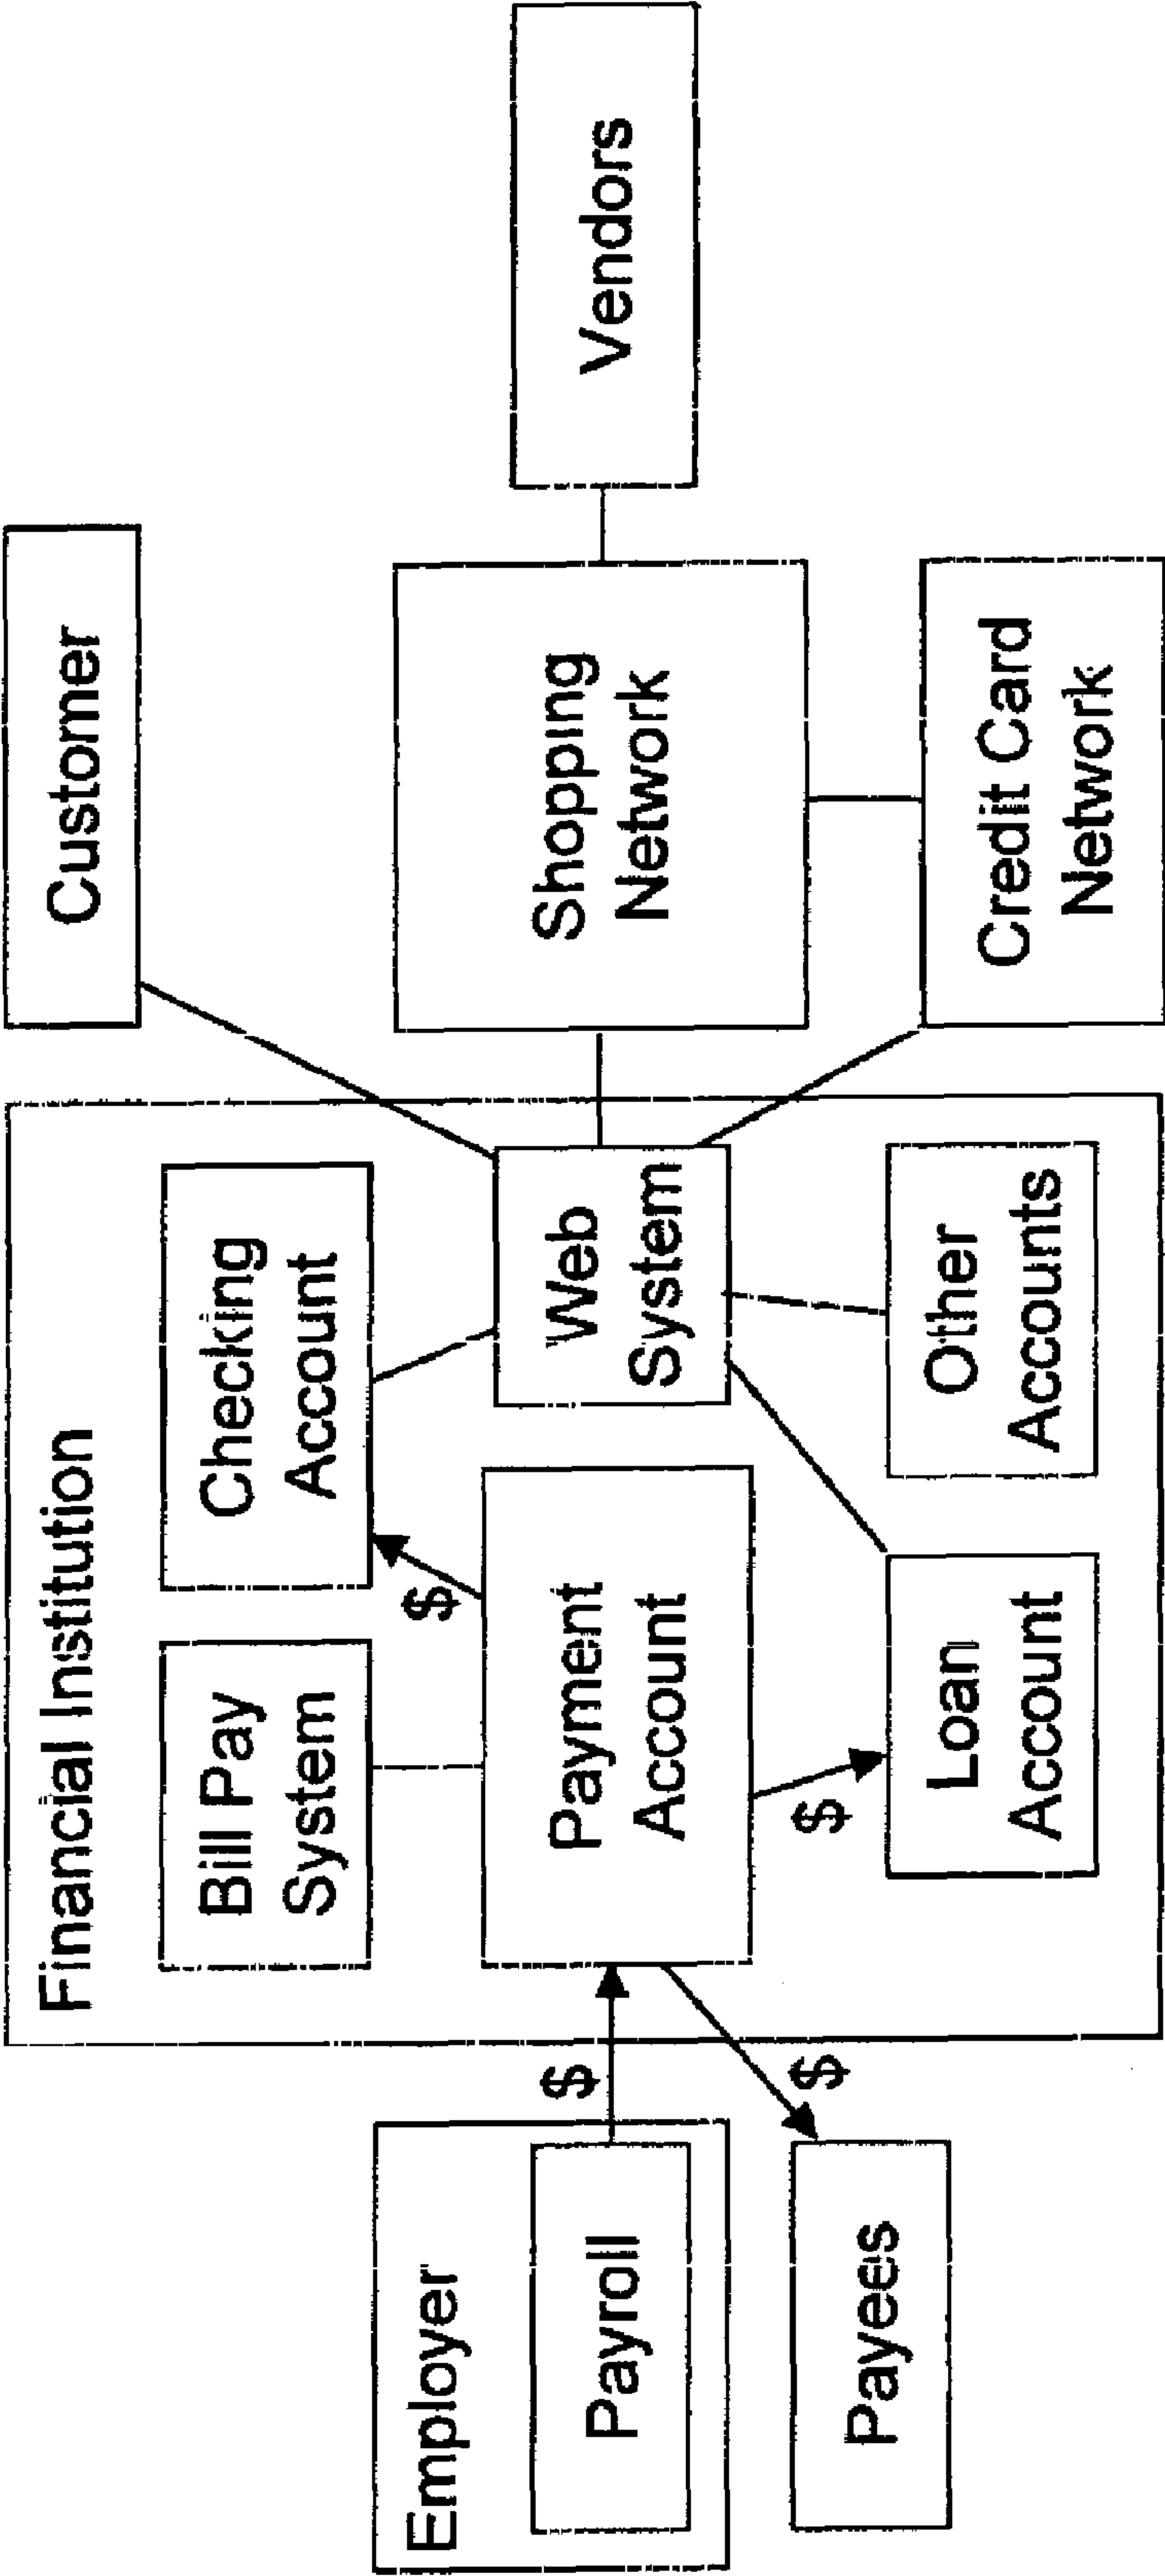 Financial Institution
Customer
Bill Pay
System
Checking
Account
Employer
Payroll
$
Payment
Account
$
Web
System
Shopping
Network
Vendors
Payees
$
$
Loan
Account
Other
Accounts
Credit Card
Network